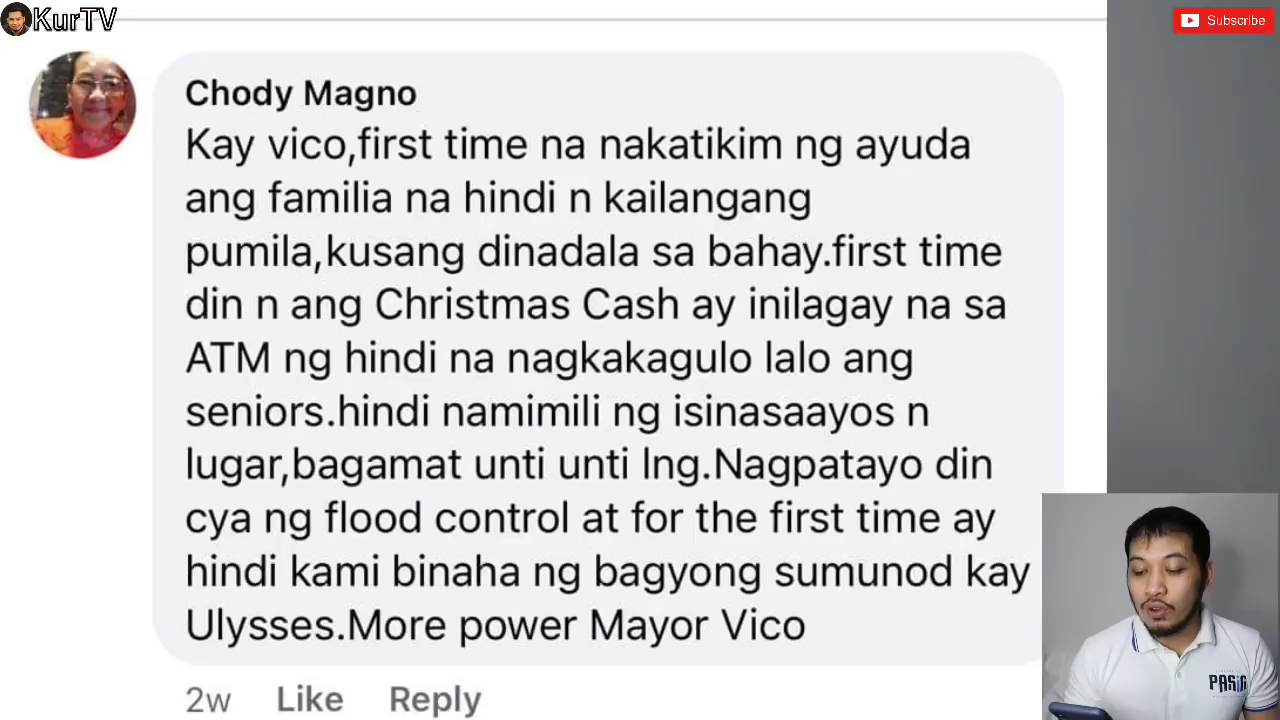 KurTV
Subscribe
Chody Magno
Kay vico,first time na nakatikim ng ayuda
ang familia na hindi n kailangang
pumila,kusang dinadala sa bahay.first time
din n ang Christmas Cash ay inilagay na sa
ATM ng hindi na nagkakagulo lalo ang
seniors.hindi namimili ng isinasaayos n
lugar,bagamat unti unti lng.Nagpatayo din
cya ng flood control at for the first time ay
hindi kami binaha ng bagyong sumunod kay
Ulysses.More power Mayor Vico
2w Like Reply
PASIG